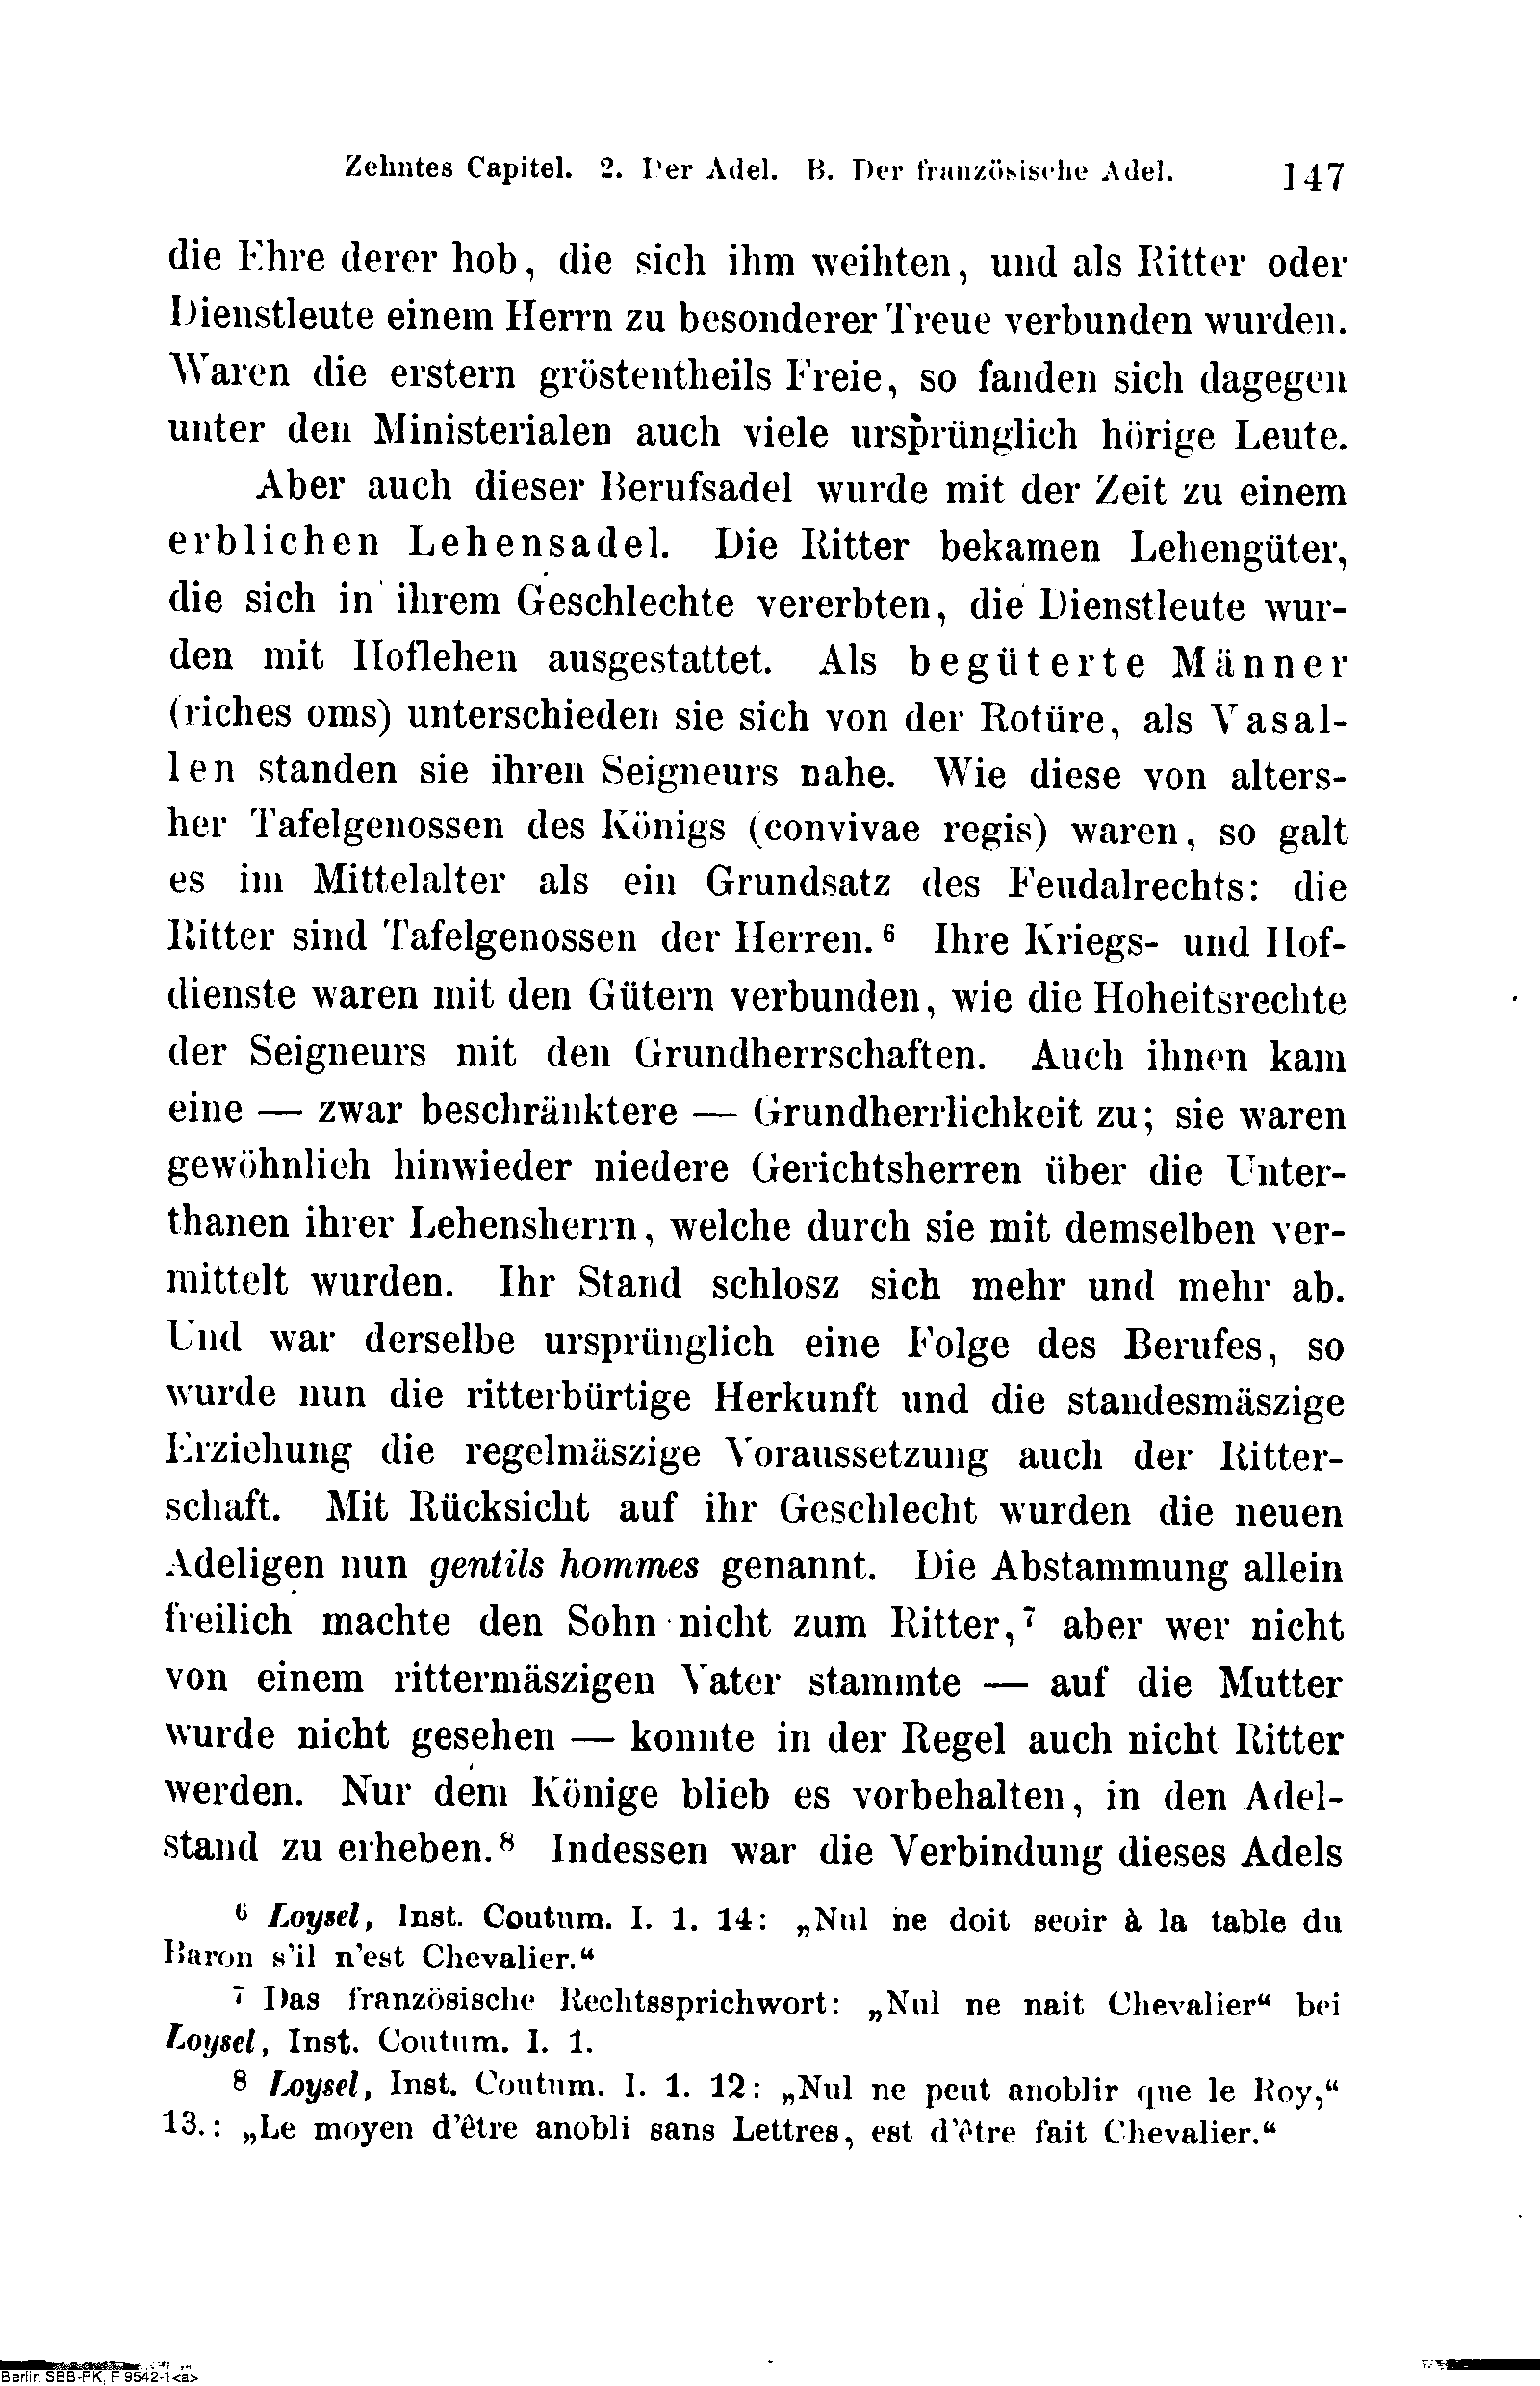 Zehntes Capitel. 2. Der Adel. B. Der französische Adel. 147
die Ehre derer hob, die sich ihm weihten, und als Ritter oder
Dienstleute einem Herrn zu besonderer Treue verbunden wurden.
Waren die erstern gröstentheils Freie, so fanden sich dagegen
unter den Ministerialen auch viele ursprünglich hörige Leute.
Aber auch dieser Berufsadel wurde mit der Zeit zu einem
erblichen Lehensadel. Die Ritter bekamen Lehengüter,
die sich in ihrem Geschlechte vererbten, die Dienstleute wur-
den mit Hoflehen ausgestattet. Als begüterte Männer
(riches oms) unterschieden sie sich von der Rotüre, als Vasal-
len standen sie ihren Seigneurs nahe. Wie diese von alters-
her Tafelgenossen des Königs (convivae regis) waren, so galt
es im Mittelalter als ein Grundsatz des Feudalrechts: die
Ritter sind Tafelgenossen der Herren.⁶ Ihre Kriegs- und Hof-
dienste waren mit den Gütern verbunden, wie die Hoheitsrechte
der Seigneurs mit den Grundherrschaften. Auch ihnen kam
eine — zwar beschränktere — Grundherrlichkeit zu; sie waren
gewöhnlieh hinwieder niedere Gerichtsherren über die Unter-
thanen ihrer Lehensherrn, welche durch sie mit demselben ver-
mittelt wurden. Ihr Stand schlosz sich mehr und mehr ab.
Und war derselbe ursprünglich eine Folge des Berufes, so
wurde nun die ritterbürtige Herkunft und die standesmäszige
Erziehung die regelmäszige Voraussetzung auch der Ritter-
schaft. Mit Rücksicht auf ihr Geschlecht wurden die neuen
Adeligen nun gentils hommes genannt. Die Abstammung allein
freilich machte den Sohn nicht zum Ritter,⁷ aber wer nicht
von einem rittermäszigen Vater stammte — auf die Mutter
wurde nicht gesehen — konnte in der Regel auch nicht Ritter
werden. Nur dem Könige blieb es vorbehalten, in den Adel-
stand zu erheben.⁸ Indessen war die Verbindung dieses Adels
⁶ Loysel, Inst. Coutum. I. 1. 14: „Nul ne doit seoir à la table du
Baron s'il n'est Chevalier.“
⁷ Das französische Rechtssprichwort: „Nul ne nait Chevalier“ bei
Loysel, Inst. Coutum. I. 1.
⁸ Loysel, Inst. Coutum. I. 1. 12: „Nul ne peut anoblir que le Roy,“
13.: „Le moyen d'être anobli sans Lettres, est d'être fait Chevalier.“
Berlin SBB-PK, F 9542-1<a>